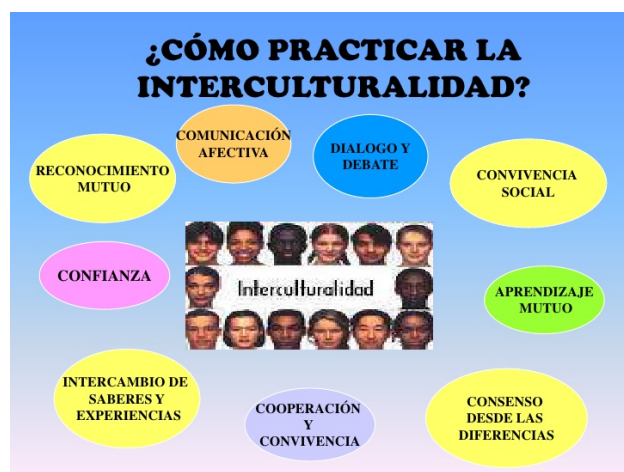 ¿CÓMO PRACTICAR LA
INTERCULTURALIDAD?
COMUNICACIÓN
AFECTIVA
DIALOGO Y
DEBATE
RECONOCIMIENTO
MUTUO
CONVIVENCIA
SOCIAL
CONFIANZA
Interculturalidad
APRENDIZAJE
MUTUO
INTERCAMBIO DE
SABERES Y
EXPERIENCIAS
COOPERACIÓN
Y
CONVIVENCIA
CONSENSO
DESDE LAS
DIFERENCIAS